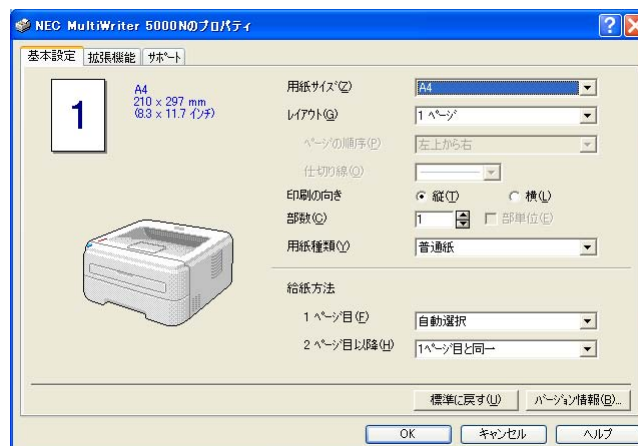 NEC MultiWriter 5000Nのプロパティ
基本設定 拡張機能 サポート
1
A4
210 x 297 mm
(8.3 x 11.7 インチ)
用紙サイズ(Z) A4
レイアウト(G) 1 ページ
ページの順序(P) 左上から右
仕切り線(O)
印刷の向き 縦(T) 横(L)
部数(C) 1 部単位(E)
用紙種類(Y) 普通紙
給紙方法
1 ページ目(F) 自動選択
2 ページ目以降(H) 1ページ目と同一
標準に戻す(U) バージョン情報(B)...
OK キャンセル ヘルプ